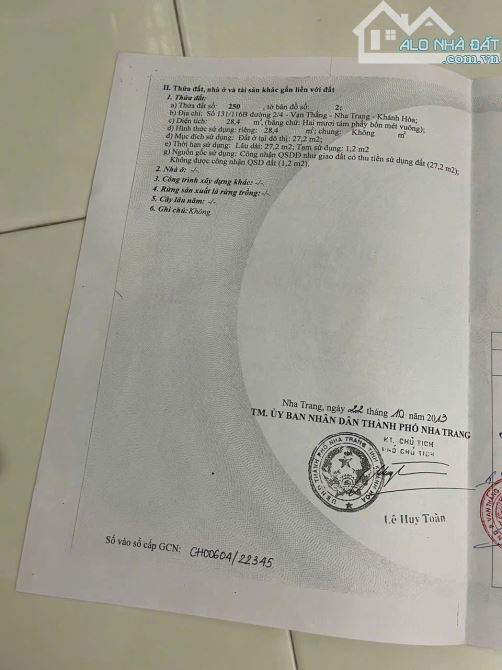 ALO NHÀ ĐẤT
.com.vn
II. Thửa đất, nhà ở và tài sản khác gắn liền với đất
1. Thửa đất:
a) Thửa đất số: 250 , tờ bản đồ số: 2;
b) Địa chỉ: Số 131/116B đường 2/4 - Vạn Thắng - Nha Trang - Khánh Hòa;
c) Diện tích: 28,4 m², (bằng chữ: Hai mươi tám phẩy bốn mét vuông);
d) Hình thức sử dụng: riêng: 28,4 m²; chung: Không m²
đ) Mục đích sử dụng: Đất ở tại đô thị: 27,2 m2;
e) Thời hạn sử dụng: Lâu dài: 27,2 m2; Tạm sử dụng: 1,2 m2
g) Nguồn gốc sử dụng: Công nhận QSDĐ như giao đất có thu tiền sử dụng đất (27,2 m2);
Không được công nhận QSD đất (1,2 m2).
2. Nhà ở: -/-
3. Công trình xây dựng khác: -/-
4. Rừng sản xuất là rừng trồng: -/-
5. Cây lâu năm: -/-
6. Ghi chú: Không
Nha Trang, ngày 22 tháng 10 năm 2013
TM. ỦY BAN NHÂN DÂN THÀNH PHỐ NHA TRANG
KT. CHỦ TỊCH
PHÓ CHỦ TỊCH
Lê Huy Toàn
Số vào sổ cấp GCN: CH00604/22345